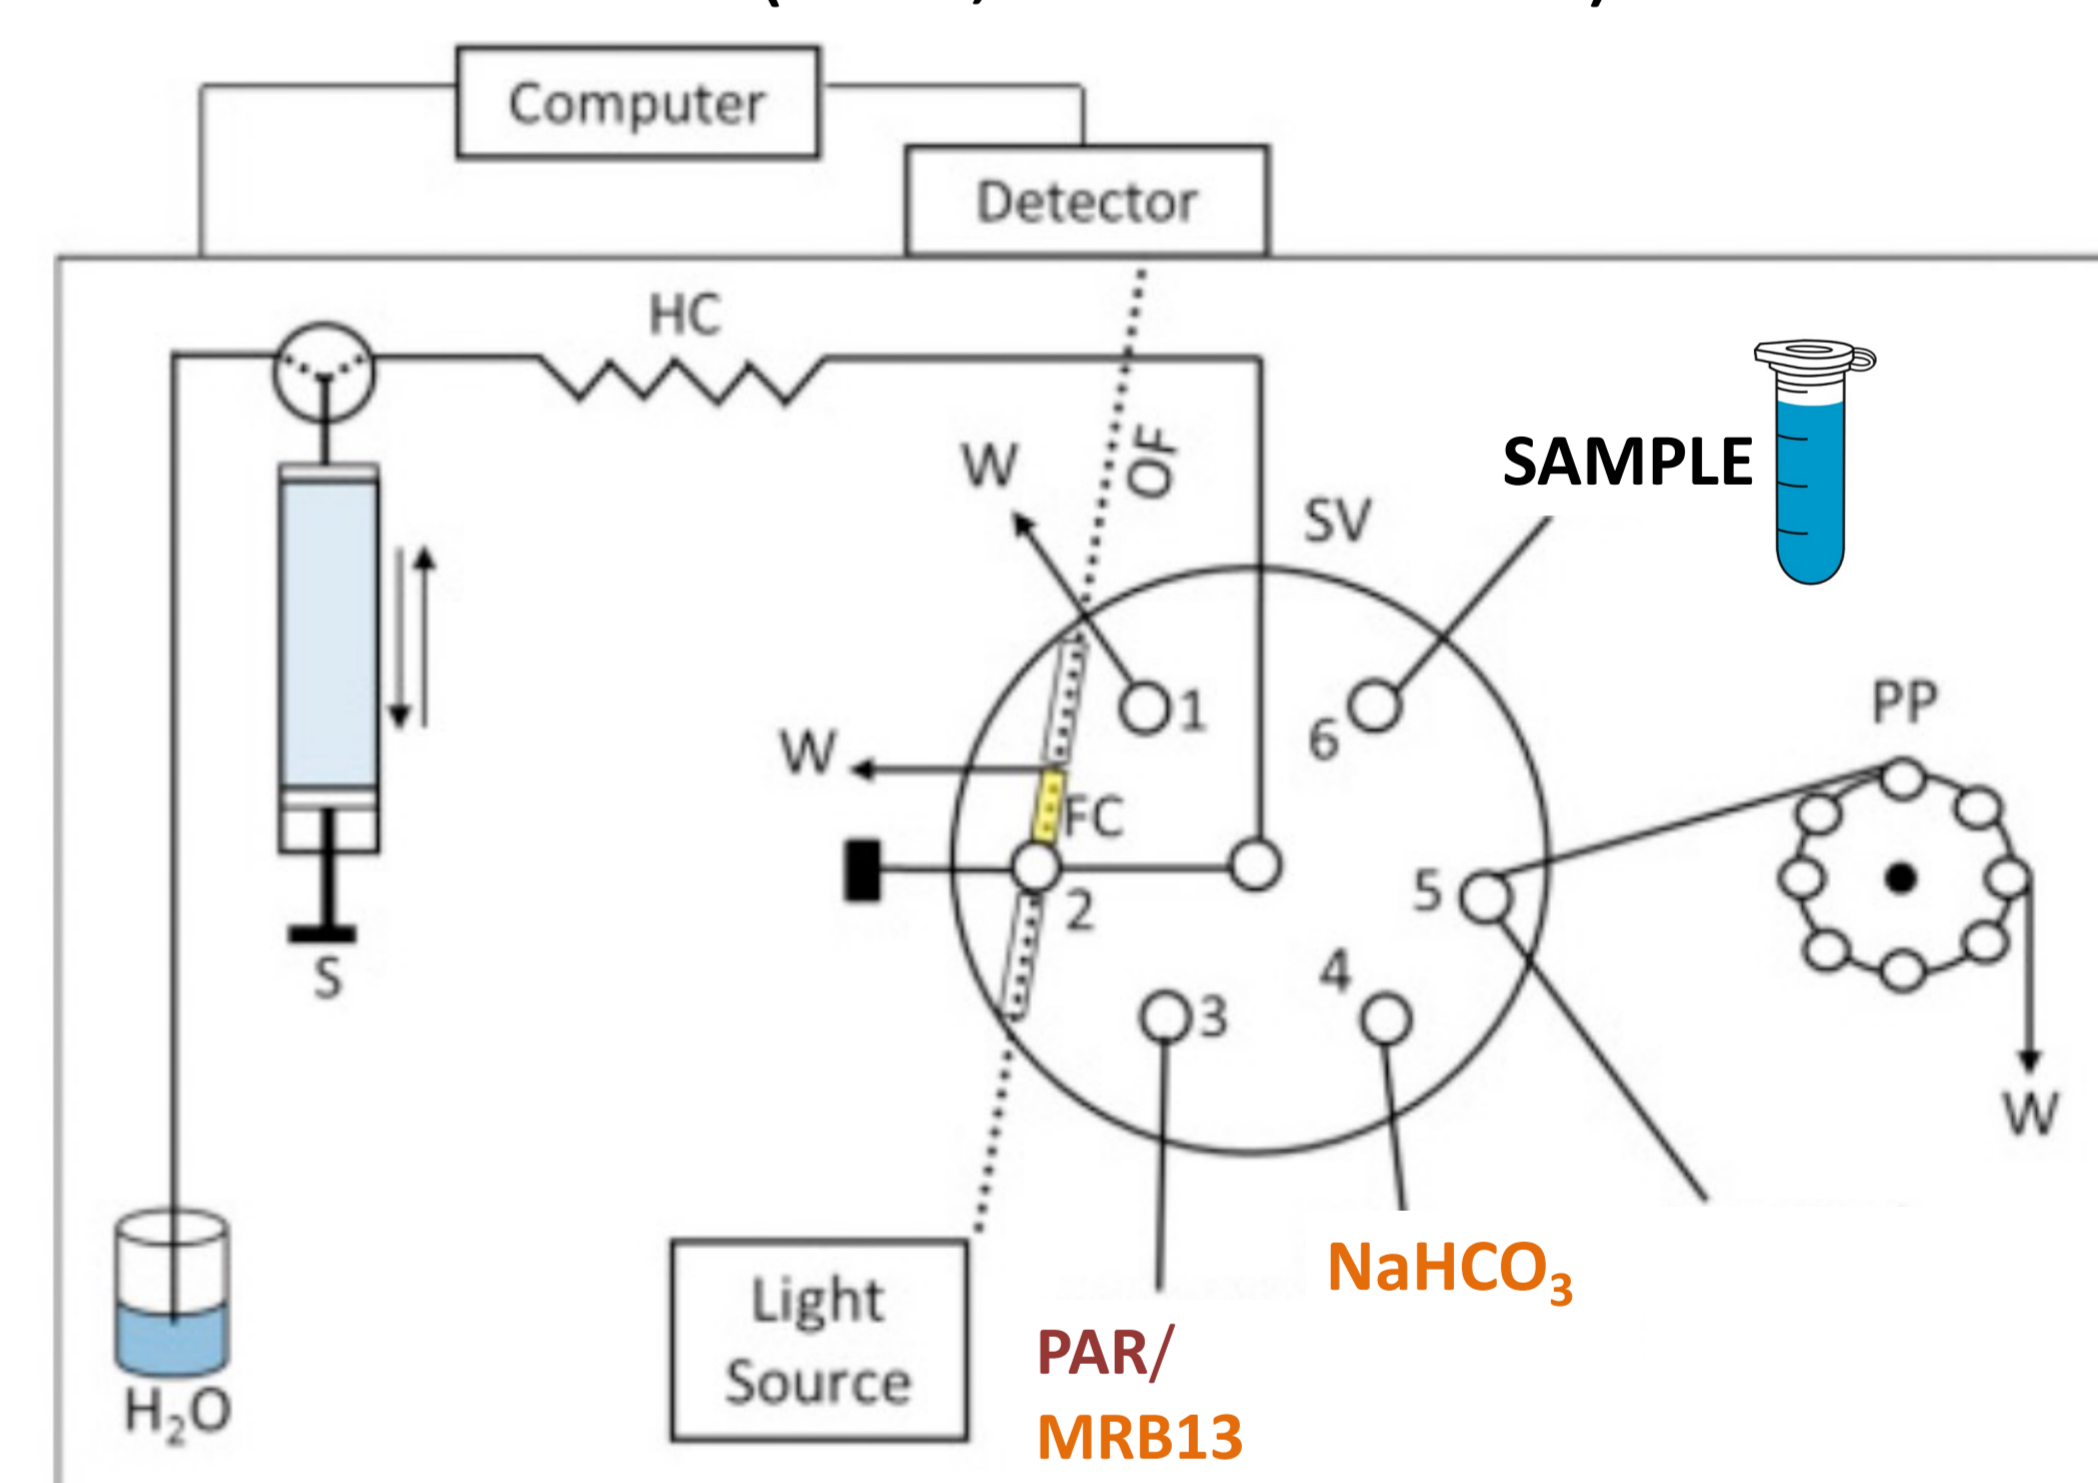 Computer
Detector
HC
OF
W
SV
SAMPLE
1
6
PP
W
FC
2
5
4
3
S
W
H₂O
Light
Source
NaHCO₃
PAR/
MRB13